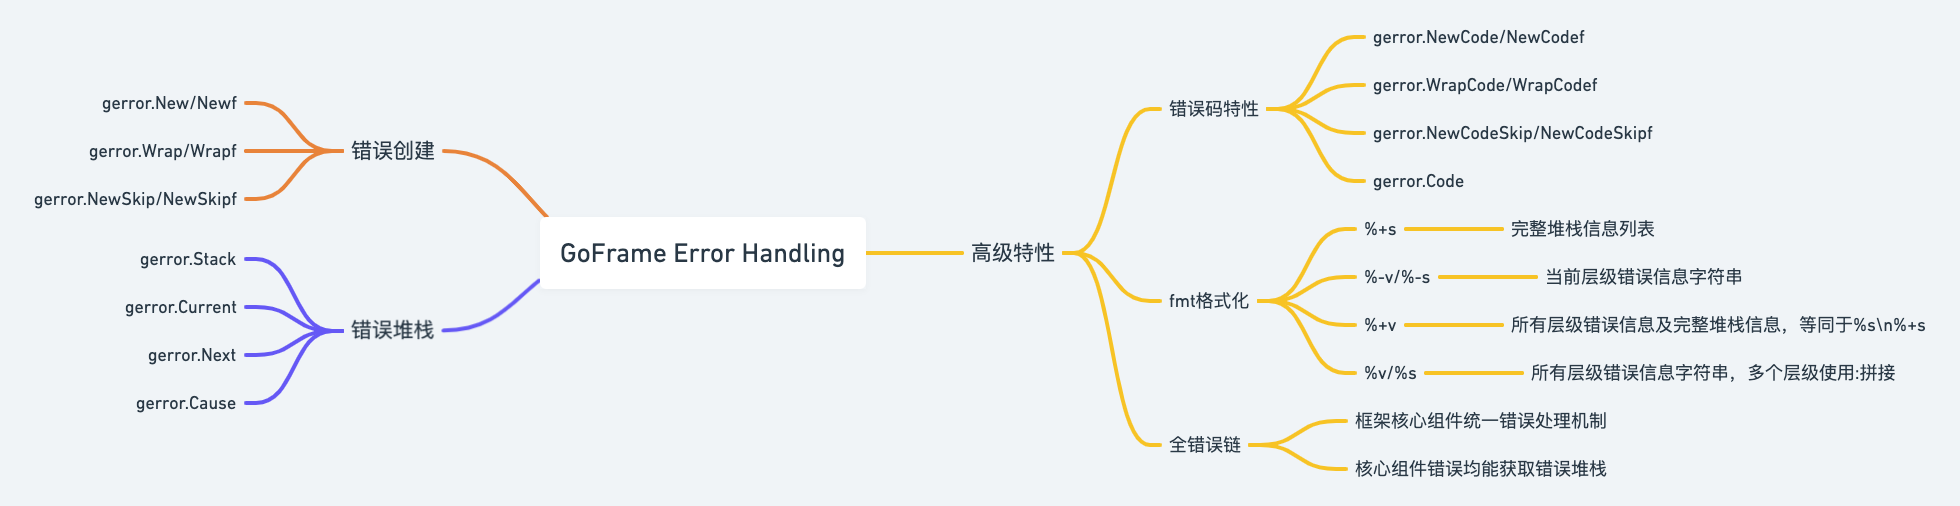 GoFrame Error Handling
错误创建
gerror.New/Newf
gerror.Wrap/Wrapf
gerror.NewSkip/NewSkipf
错误堆栈
gerror.Stack
gerror.Current
gerror.Next
gerror.Cause
高级特性
错误码特性
gerror.NewCode/NewCodef
gerror.WrapCode/WrapCodef
gerror.NewCodeSkip/NewCodeSkipf
gerror.Code
fmt格式化
%+s
完整堆栈信息列表
%-v/%-s
当前层级错误信息字符串
%+v
所有层级错误信息及完整堆栈信息，等同于%s\n%+s
%v/%s
所有层级错误信息字符串，多个层级使用:拼接
全错误链
框架核心组件统一错误处理机制
核心组件错误均能获取错误堆栈